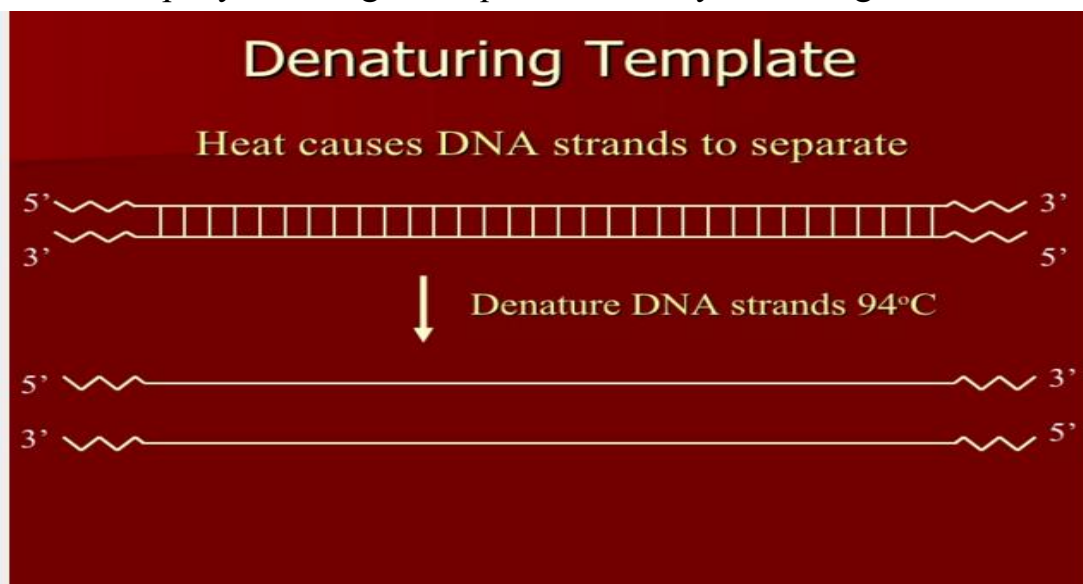 Denaturing Template
Heat causes DNA strands to separate
5’ 3’
3’ 5’
Denature DNA strands 94°C
5’ 3’
3’ 5’